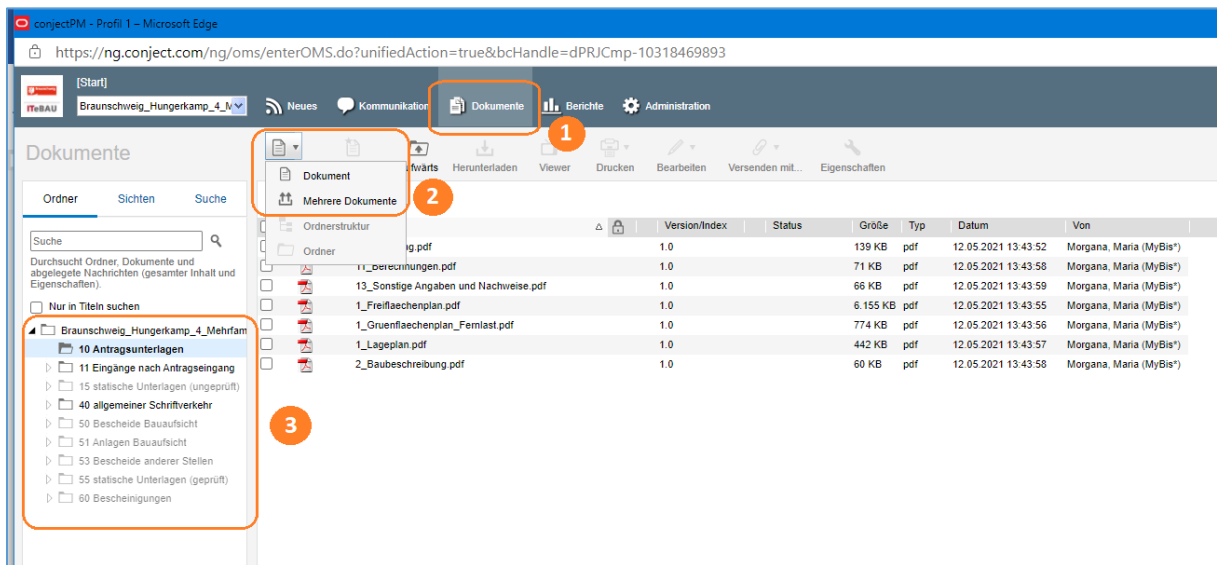 conjectPM - Profil 1 – Microsoft Edge
https://ng.conject.com/ng/oms/enterOMS.do?unifiedAction=true&bcHandle=dPRJCmp-10318469893
[Start]
ITeBAU
Braunschweig_Hungerkamp_4_M
Neues Kommunikation Dokumente Berichte Administration
1
Dokumente
ufwärts Herunterladen Viewer Drucken Bearbeiten Versenden mit... Eigenschaften
Dokument
Mehrere Dokumente
2
Ordnerstruktur
Ordner
Ordner Sichten Suche
Suche
Durchsucht Ordner, Dokumente und
abgelegete Nachrichten (gesamter Inhalt und
Eigenschaften).
Nur in Titeln suchen
Braunschweig_Hungerkamp_4_Mehrfam
10 Antragsunterlagen
11 Eingänge nach Antragseingang
15 statische Unterlagen (ungeprüft)
40 allgemeiner Schriftverkehr
50 Bescheide Bauaufsicht
51 Anlagen Bauaufsicht
53 Bescheide anderer Stellen
55 statische Unterlagen (geprüft)
60 Bescheinigungen
3
Version/Index Status Größe Typ Datum Von
ag.pdf 1.0 139 KB pdf 12.05.2021 13:43:52 Morgana, Maria (MyBis*)
11_Berechnungen.pdf 1.0 71 KB pdf 12.05.2021 13:43:58 Morgana, Maria (MyBis*)
13_Sonstige Angaben und Nachweise.pdf 1.0 66 KB pdf 12.05.2021 13:43:59 Morgana, Maria (MyBis*)
1_Freiflaechenplan.pdf 1.0 6.155 KB pdf 12.05.2021 13:43:55 Morgana, Maria (MyBis*)
1_Gruenflaechenplan_Fernlast.pdf 1.0 774 KB pdf 12.05.2021 13:43:56 Morgana, Maria (MyBis*)
1_Lageplan.pdf 1.0 442 KB pdf 12.05.2021 13:43:57 Morgana, Maria (MyBis*)
2_Baubeschreibung.pdf 1.0 60 KB pdf 12.05.2021 13:43:58 Morgana, Maria (MyBis*)